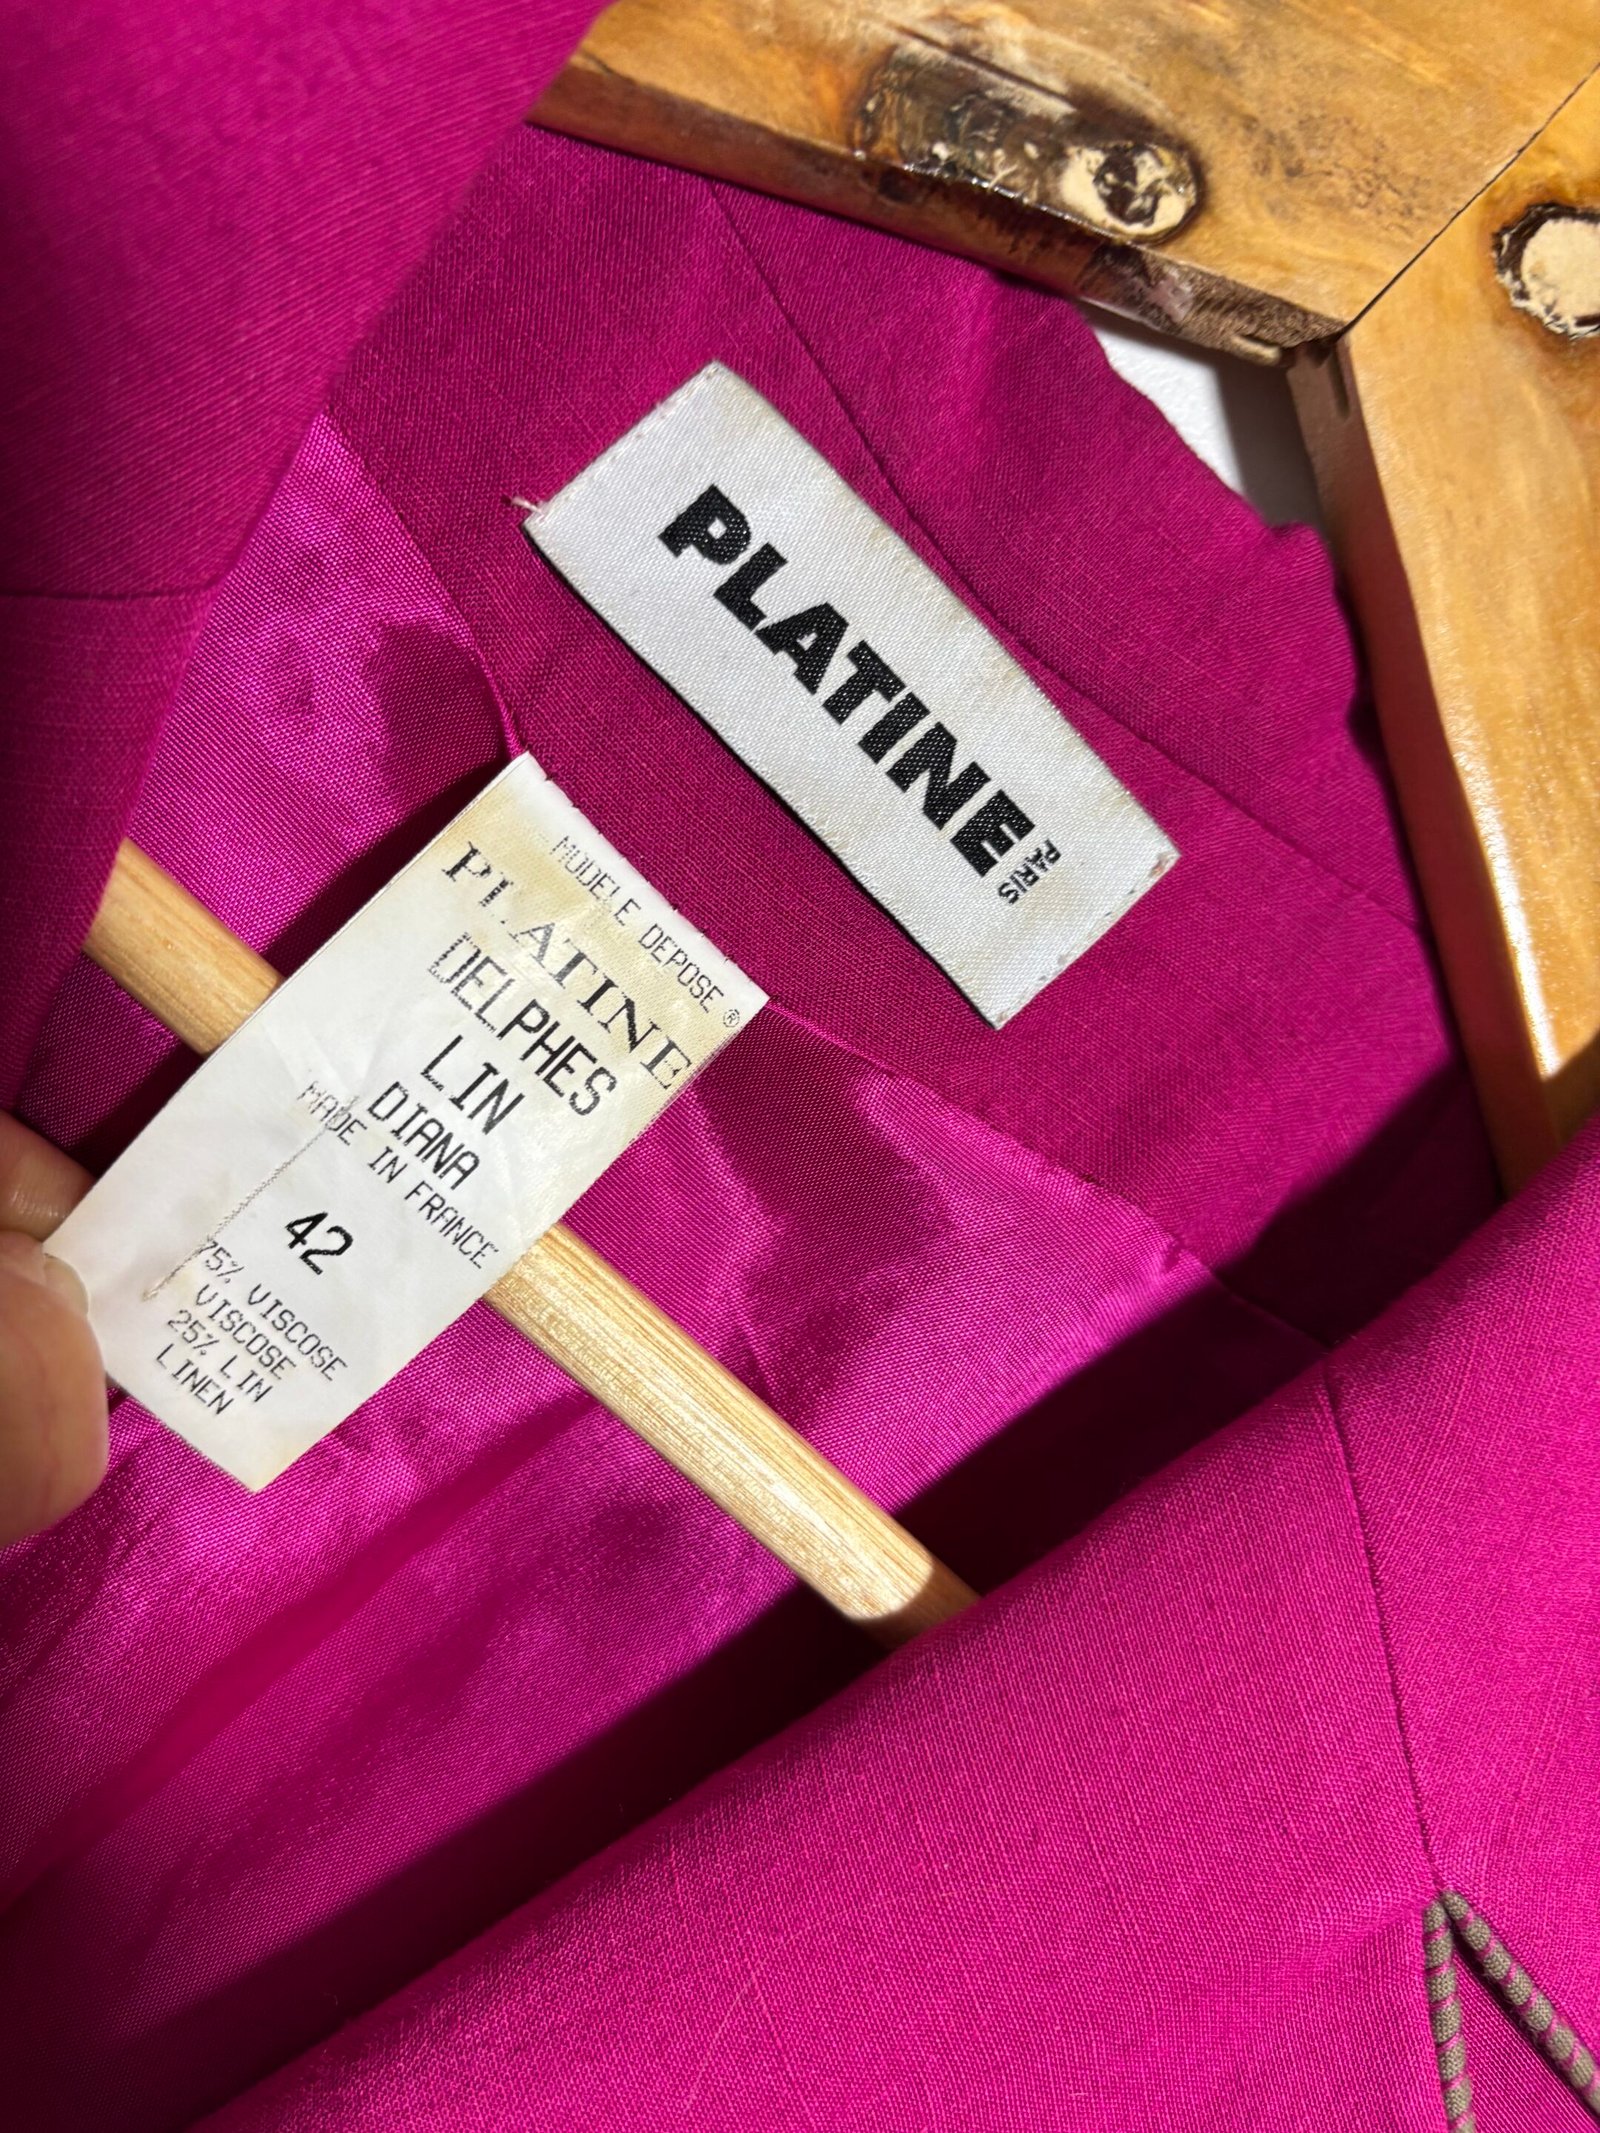 PLATINE
PARIS
MODELE DEPOSE ®
PLATINE
DELPHES
LIN
DIANA
MADE IN FRANCE
42
75% VISCOSE
VISCOSE
25% LIN
LINEN